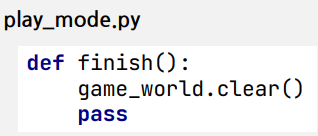 play_mode.py
def finish():
    game_world.clear()
    pass